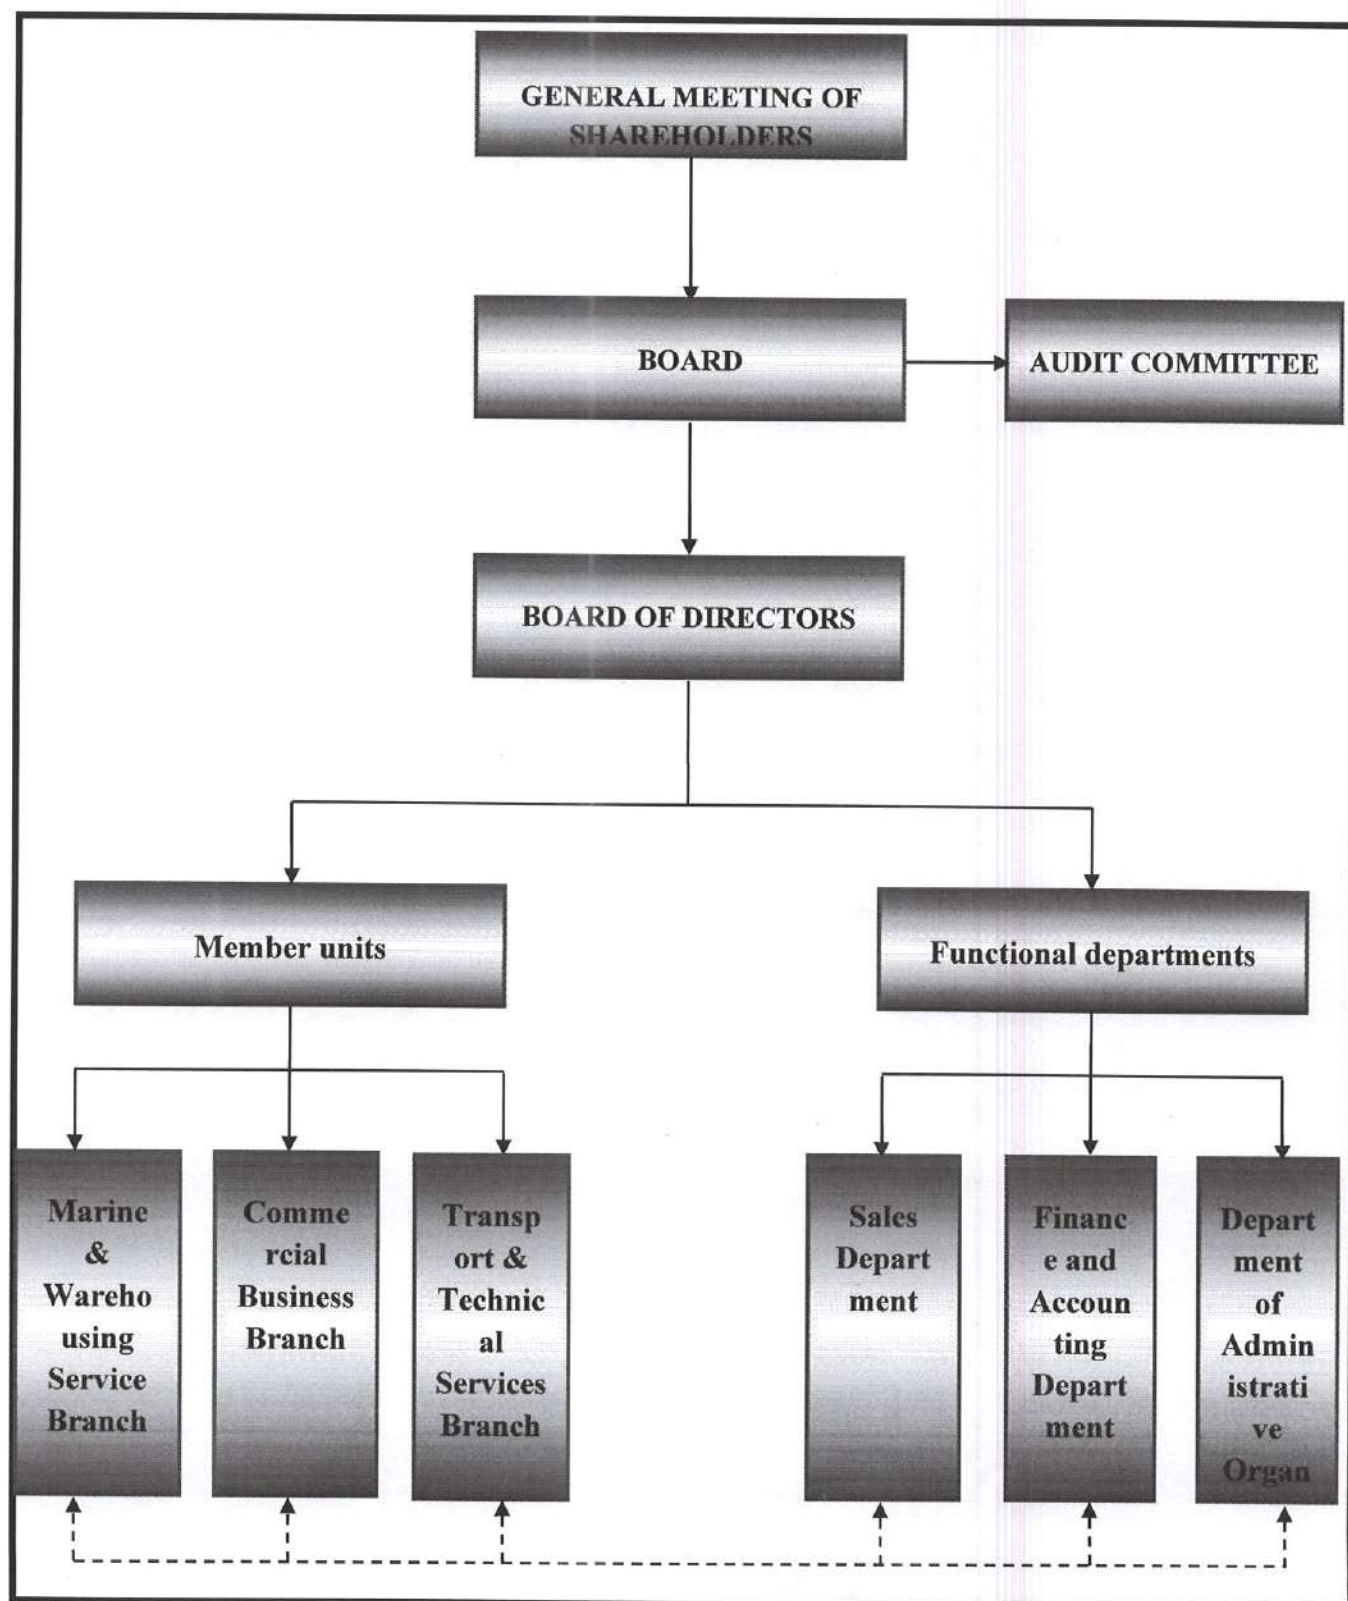 GENERAL MEETING OF
SHAREHOLDERS
BOARD
AUDIT COMMITTEE
BOARD OF DIRECTORS
Member units
Functional departments
Marine
&
Wareho
using
Service
Branch
Comme
rcial
Business
Branch
Transp
ort &
Technic
al
Services
Branch
Sales
Depart
ment
Financ
e and
Accoun
ting
Depart
ment
Depart
ment
of
Admin
istrati
ve
Organ